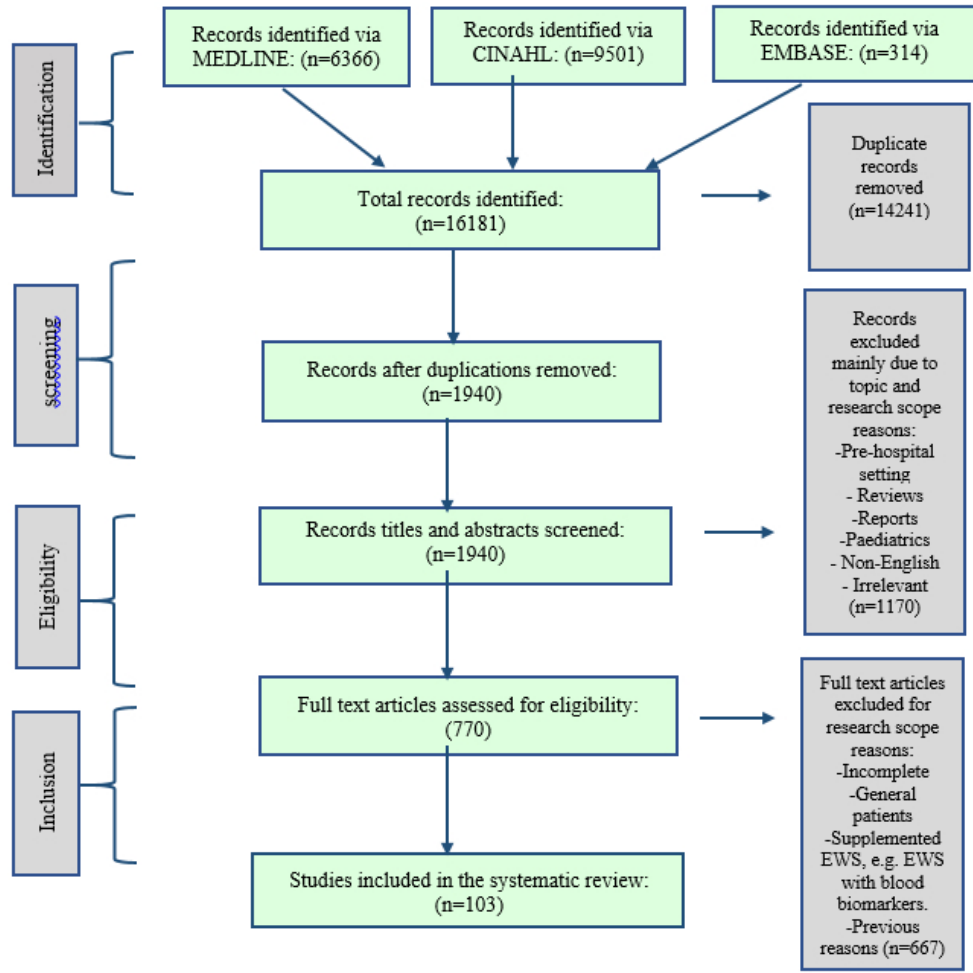 Records identified via
MEDLINE: (n=6366)
Records identified via
CINAHL: (n=9501)
Records identified via
EMBASE: (n=314)
Identification
Total records identified:
(n=16181)
Duplicate
records
removed
(n=14241)
screening
Records after duplications removed:
(n=1940)
Records
excluded
mainly due to
topic and
research scope
reasons:
-Pre-hospital
setting
- Reviews
-Reports
-Paediatrics
- Non-English
- Irrelevant
(n=1170)
Eligibility
Records titles and abstracts screened:
(n=1940)
Full text articles assessed for eligibility:
(770)
Full text articles
excluded for
research scope
reasons:
-Incomplete
-General
patients
-Supplemented
EWS, e.g. EWS
with blood
biomarkers.
-Previous
reasons (n=667)
Inclusion
Studies included in the systematic review:
(n=103)